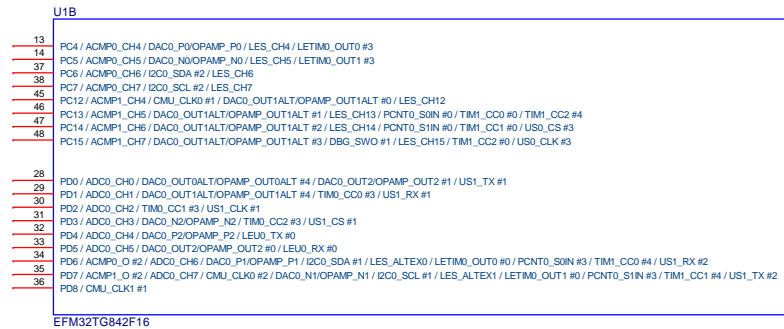 U1B
13 PC4 / ACMP0_CH4 / DAC0_P0/OPAMP_P0 / LES_CH4 / LETIM0_OUT0 #3
14 PC5 / ACMP0_CH5 / DAC0_N0/OPAMP_N0 / LES_CH5 / LETIM0_OUT1 #3
37 PC6 / ACMP0_CH6 / I2C0_SDA #2 / LES_CH6
38 PC7 / ACMP0_CH7 / I2C0_SCL #2 / LES_CH7
45 PC12 / ACMP1_CH4 / CMU_CLK0 #1 / DAC0_OUT1ALT/OPAMP_OUT1ALT #0 / LES_CH12
46 PC13 / ACMP1_CH5 / DAC0_OUT1ALT/OPAMP_OUT1ALT #1 / LES_CH13 / PCNT0_S0IN #0 / TIM1_CC0 #0 / TIM1_CC2 #4
47 PC14 / ACMP1_CH6 / DAC0_OUT1ALT/OPAMP_OUT1ALT #2 / LES_CH14 / PCNT0_S1IN #0 / TIM1_CC1 #0 / US0_CS #3
48 PC15 / ACMP1_CH7 / DAC0_OUT1ALT/OPAMP_OUT1ALT #3 / DBG_SWO #1 / LES_CH15 / TIM1_CC2 #0 / US0_CLK #3
28 PD0 / ADC0_CH0 / DAC0_OUT0ALT/OPAMP_OUT0ALT #4 / DAC0_OUT2/OPAMP_OUT2 #1 / US1_TX #1
29 PD1 / ADC0_CH1 / DAC0_OUT1ALT/OPAMP_OUT1ALT #4 / TIM0_CC0 #3 / US1_RX #1
30 PD2 / ADC0_CH2 / TIM0_CC1 #3 / US1_CLK #1
31 PD3 / ADC0_CH3 / DAC0_N2/OPAMP_N2 / TIM0_CC2 #3 / US1_CS #1
32 PD4 / ADC0_CH4 / DAC0_P2/OPAMP_P2 / LEU0_TX #0
33 PD5 / ADC0_CH5 / DAC0_OUT2/OPAMP_OUT2 #0 / LEU0_RX #0
34 PD6 / ACMP0_O #2 / ADC0_CH6 / DAC0_P1/OPAMP_P1 / I2C0_SDA #1 / LES_ALTEX0 / LETIM0_OUT0 #0 / PCNT0_S0IN #3 / TIM1_CC0 #4 / US1_RX #2
35 PD7 / ACMP1_O #2 / ADC0_CH7 / CMU_CLK0 #2 / DAC0_N1/OPAMP_N1 / I2C0_SCL #1 / LES_ALTEX1 / LETIM0_OUT1 #0 / PCNT0_S1IN #3 / TIM1_CC1 #4 / US1_TX #2
36 PD8 / CMU_CLK1 #1
EFM32TG842F16